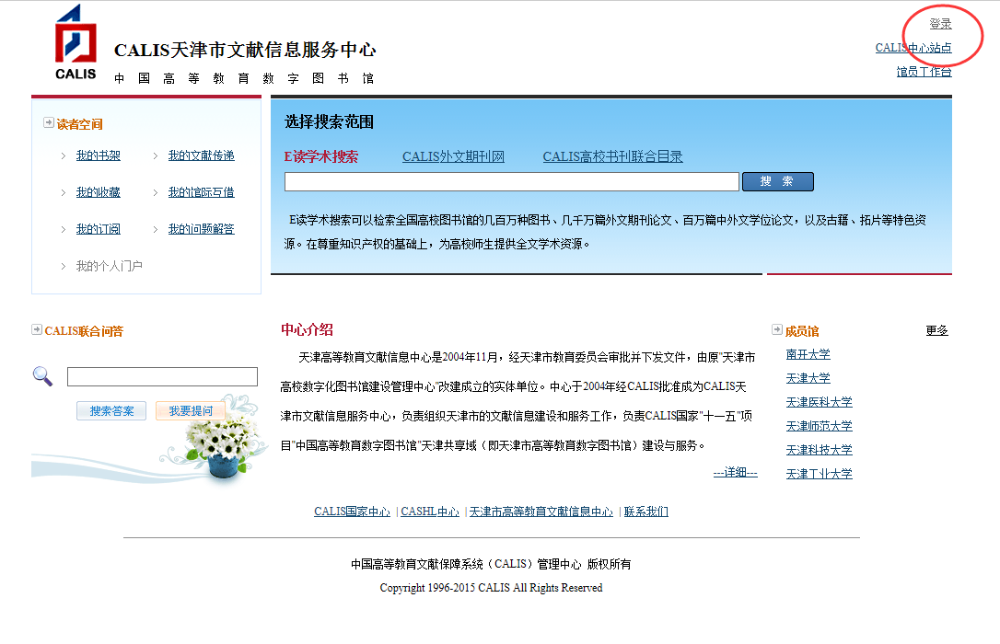 登录
CALIS
CALIS天津市文献信息服务中心
CALIS中心站点
中国高等教育数字图书馆
馆员工作台
读者空间
我的书架 我的文献传递
我的收藏 我的馆际互借
我的订阅 我的问题解答
我的个人门户
选择搜索范围
E读学术搜索 CALIS外文期刊网 CALIS高校书刊联合目录
搜 索
E读学术搜索可以检索全国高校图书馆的几百万种图书、几千万篇外文期刊论文、百万篇中外文学位论文，以及古籍、拓片等特色资
源。在尊重知识产权的基础上，为高校师生提供全文学术资源。
CALIS联合问答
搜索答案 我要提问
中心介绍
天津高等教育文献信息中心是2004年11月，经天津市教育委员会审批并下发文件，由原"天津市
高校数字化图书馆建设管理中心"改建成立的实体单位。中心于2004年经CALIS批准成为CALIS天
津市文献信息服务中心，负责组织天津市的文献信息建设和服务工作，负责CALIS国家"十一五"项
目"中国高等教育数字图书馆"天津共享域（即天津市高等教育数字图书馆）建设与服务。
---详细---
成员馆 更多
南开大学
天津大学
天津医科大学
天津师范大学
天津科技大学
天津工业大学
CALIS国家中心 | CASHL中心 | 天津市高等教育文献信息中心 | 联系我们
中国高等教育文献保障系统（CALIS）管理中心 版权所有
Copyright 1996-2015 CALIS All Rights Reserved